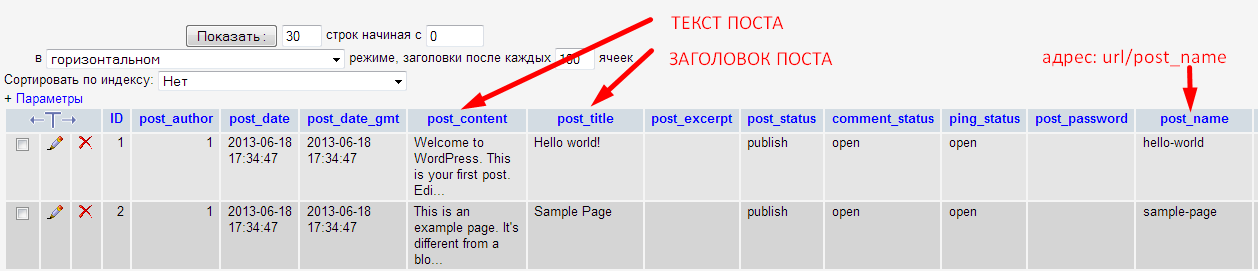 ТЕКСТ ПОСТА
Показать : 30 строк начиная с 0
в горизонтальном режиме, заголовки после каждых 100 ячеек
ЗАГОЛОВОК ПОСТА
адрес: url/post_name
Сортировать по индексу: Нет
+ Параметры
←T→ ID post_author post_date post_date_gmt post_content post_title post_excerpt post_status comment_status ping_status post_password post_name
1 1 2013-06-18 2013-06-18 Welcome to Hello world! publish open open hello-world
17:34:47 17:34:47 WordPress. This
is your first post.
Edi...
2 1 2013-06-18 2013-06-18 This is an Sample Page publish open open sample-page
17:34:47 17:34:47 example page. It's
different from a
blo...